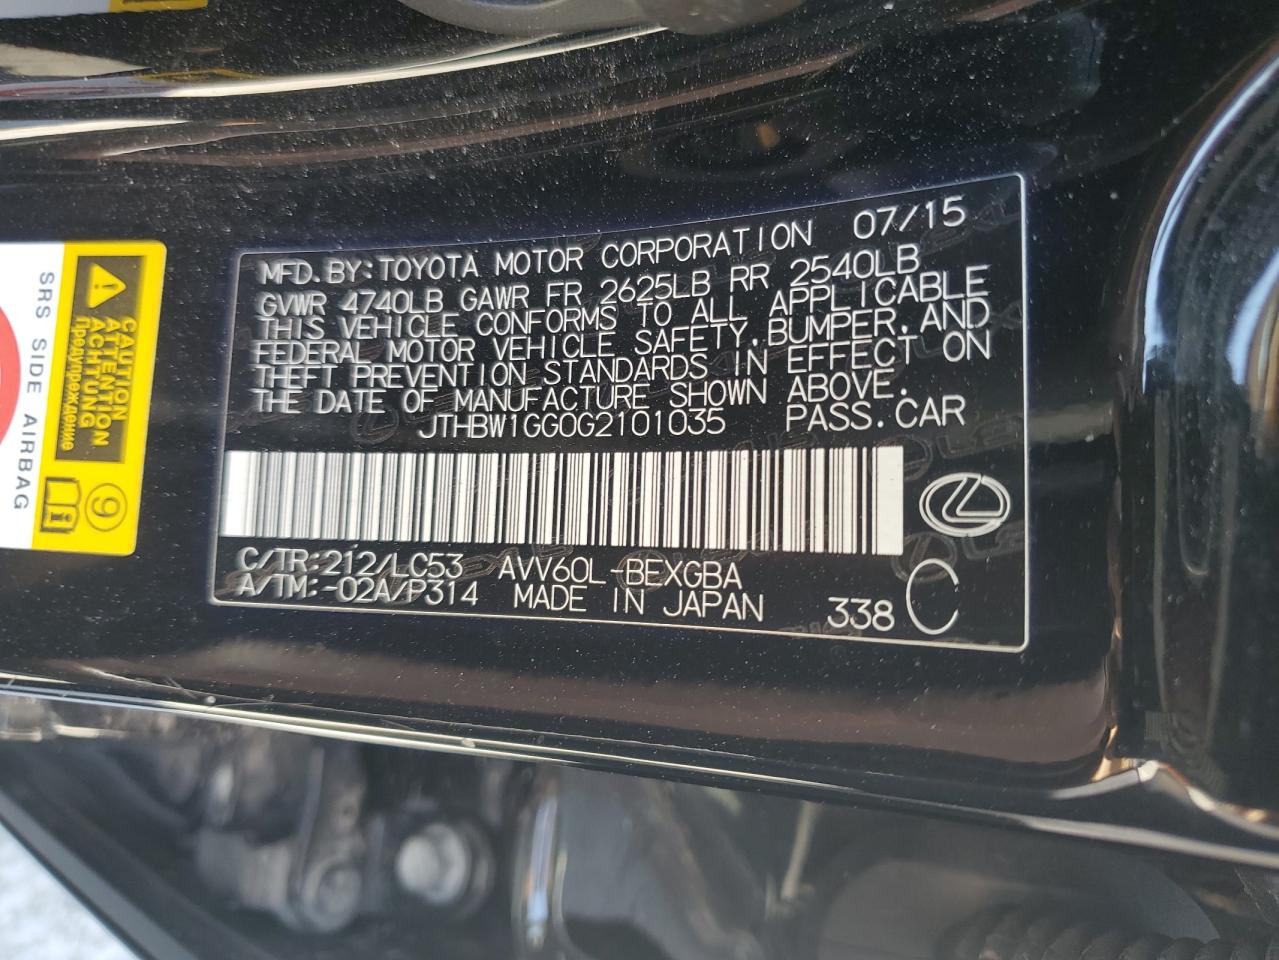 MFD.BY:TOYOTA MOTOR CORPORATION 07/15
GVWR 4740LB GAWR FR 2625LB RR 2540LB
THIS VEHICLE CONFORMS TO ALL APPLICABLE
FEDERAL MOTOR VEHICLE SAFETY,BUMPER,AND
THEFT PREVENTION STANDARDS IN EFFECT ON
THE DATE OF MANUFACTURE SHOWN ABOVE.
JTHBW1GG0G2101035 PASS.CAR
C/TR:212/LC53 AVV60L-BEXGBA
A/TM:-02A/P314 MADE IN JAPAN 338 C
CAUTION
ATTENTION
ACHTUNG
Предупреждение
9
SRS SIDE AIRBAG